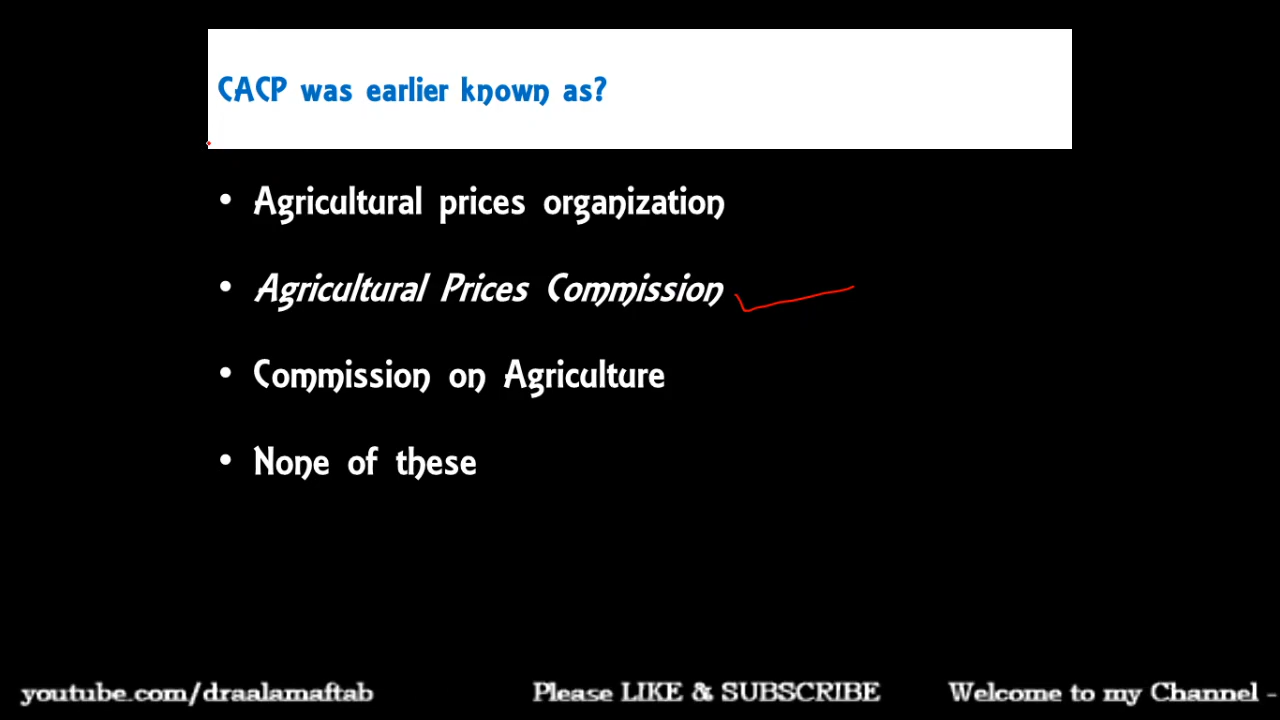 CACP was earlier known as?
• Agricultural prices organization
• Agricultural Prices Commission
• Commission on Agriculture
• None of these
youtube.com/draalamaftab Please LIKE & SUBSCRIBE Welcome to my Channel -